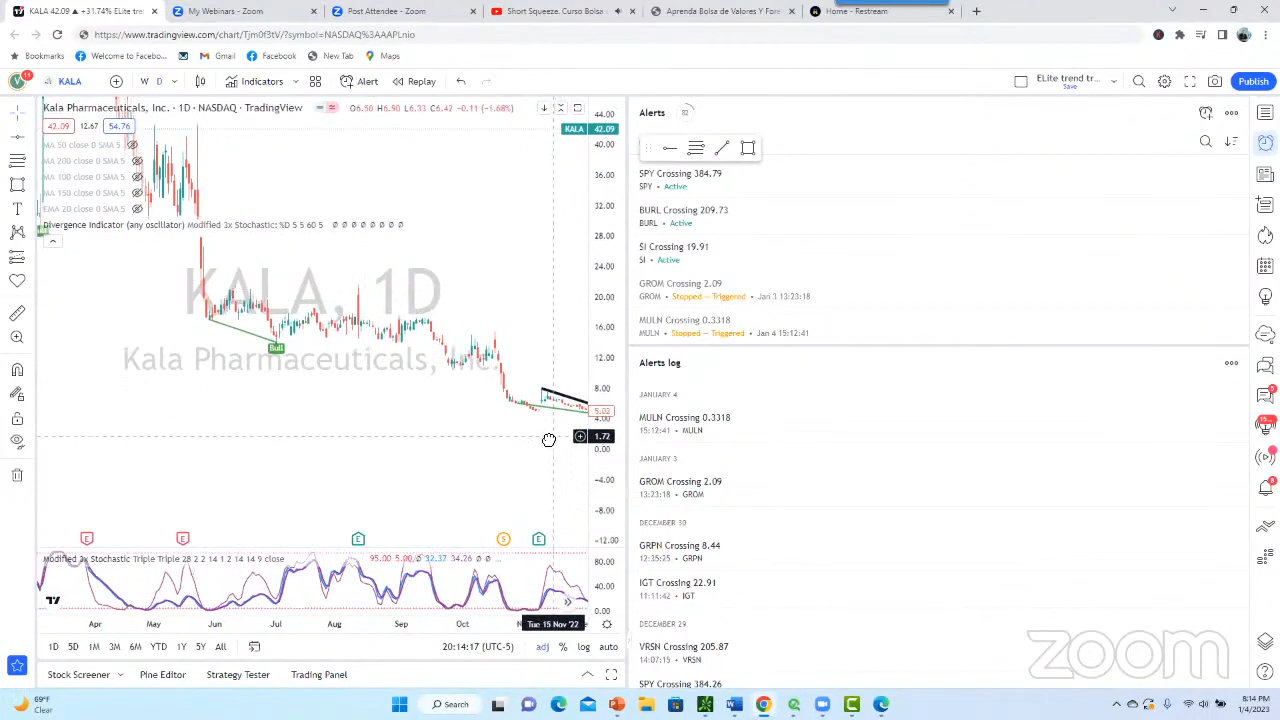 KALA 42.09 ▲ +31.74% Elite tre
My Webinars - Zoom
Post Attendee - Zoom
Short Squeeze. Curso Bolsa
Aprenda Bolsa de Valores Y Fore
Home - Restream
https://www.tradingview.com/chart/Tjm0f3tV/?symbol=NASDAQ%3AAAPLnio
Bookmarks
Welcome to Facebo...
Gmail
Facebook
New Tab
Maps
11
KALA
W D
Indicators
Alert
Replay
ELite trend tr...
Save
Publish
Kala Pharmaceuticals, Inc. · 1D · NASDAQ · TradingView
O6.50 H6.90 L6.33 C6.42 -0.11 (-1.68%)
42.09 12.67 54.76
MA 50 close 0 SMA 5
MA 200 close 0 SMA 5
MA 100 close 0 SMA 5
MA 150 close 0 SMA 5
EMA 20 close 0 SMA 5
Divergence Indicator (any oscillator) Modified 3x Stochastic: %D 5 5 60 5 Ø Ø Ø Ø Ø Ø Ø Ø
KALA, 1D
Kala Pharmaceuticals, Inc.
Bull
44.00
KALA 42.09
40.00
36.00
32.00
28.00
24.00
20.00
16.00
12.00
8.00
5.03
4.00
1.72
0.00
-4.00
-8.00
-12.00
E E E S E
Modified 3x Stochastic Triple Triple 28 2 2 14 1 2 14 14 9 close
95.00 5.00 Ø 32.37 34.26 Ø Ø ...
80.00
40.00
0.00
Apr May Jun Jul Aug Sep Oct
Tue 15 Nov '22
1D 5D 1M 3M 6M YTD 1Y 5Y All
20:14:17 (UTC-5)
adj % log auto
Stock Screener
Pine Editor
Strategy Tester
Trading Panel
Alerts 82
SPY Crossing 384.79
SPY • Active
BURL Crossing 209.73
BURL • Active
SI Crossing 19.91
SI • Active
GROM Crossing 2.09
GROM • Stopped — Triggered • Jan 3 13:23:18
MULN Crossing 0.3318
MULN • Stopped — Triggered • Jan 4 15:12:41
Alerts log
JANUARY 4
MULN Crossing 0.3318
15:12:41 • MULN
JANUARY 3
GROM Crossing 2.09
13:23:18 • GROM
DECEMBER 30
GRPN Crossing 8.44
12:35:25 • GRPN
IGT Crossing 22.91
11:11:42 • IGT
DECEMBER 29
VRSN Crossing 205.87
14:07:15 • VRSN
SPY Crossing 384.26
zoom
69°F
Clear
Search
8:14 PM
1/4/2023